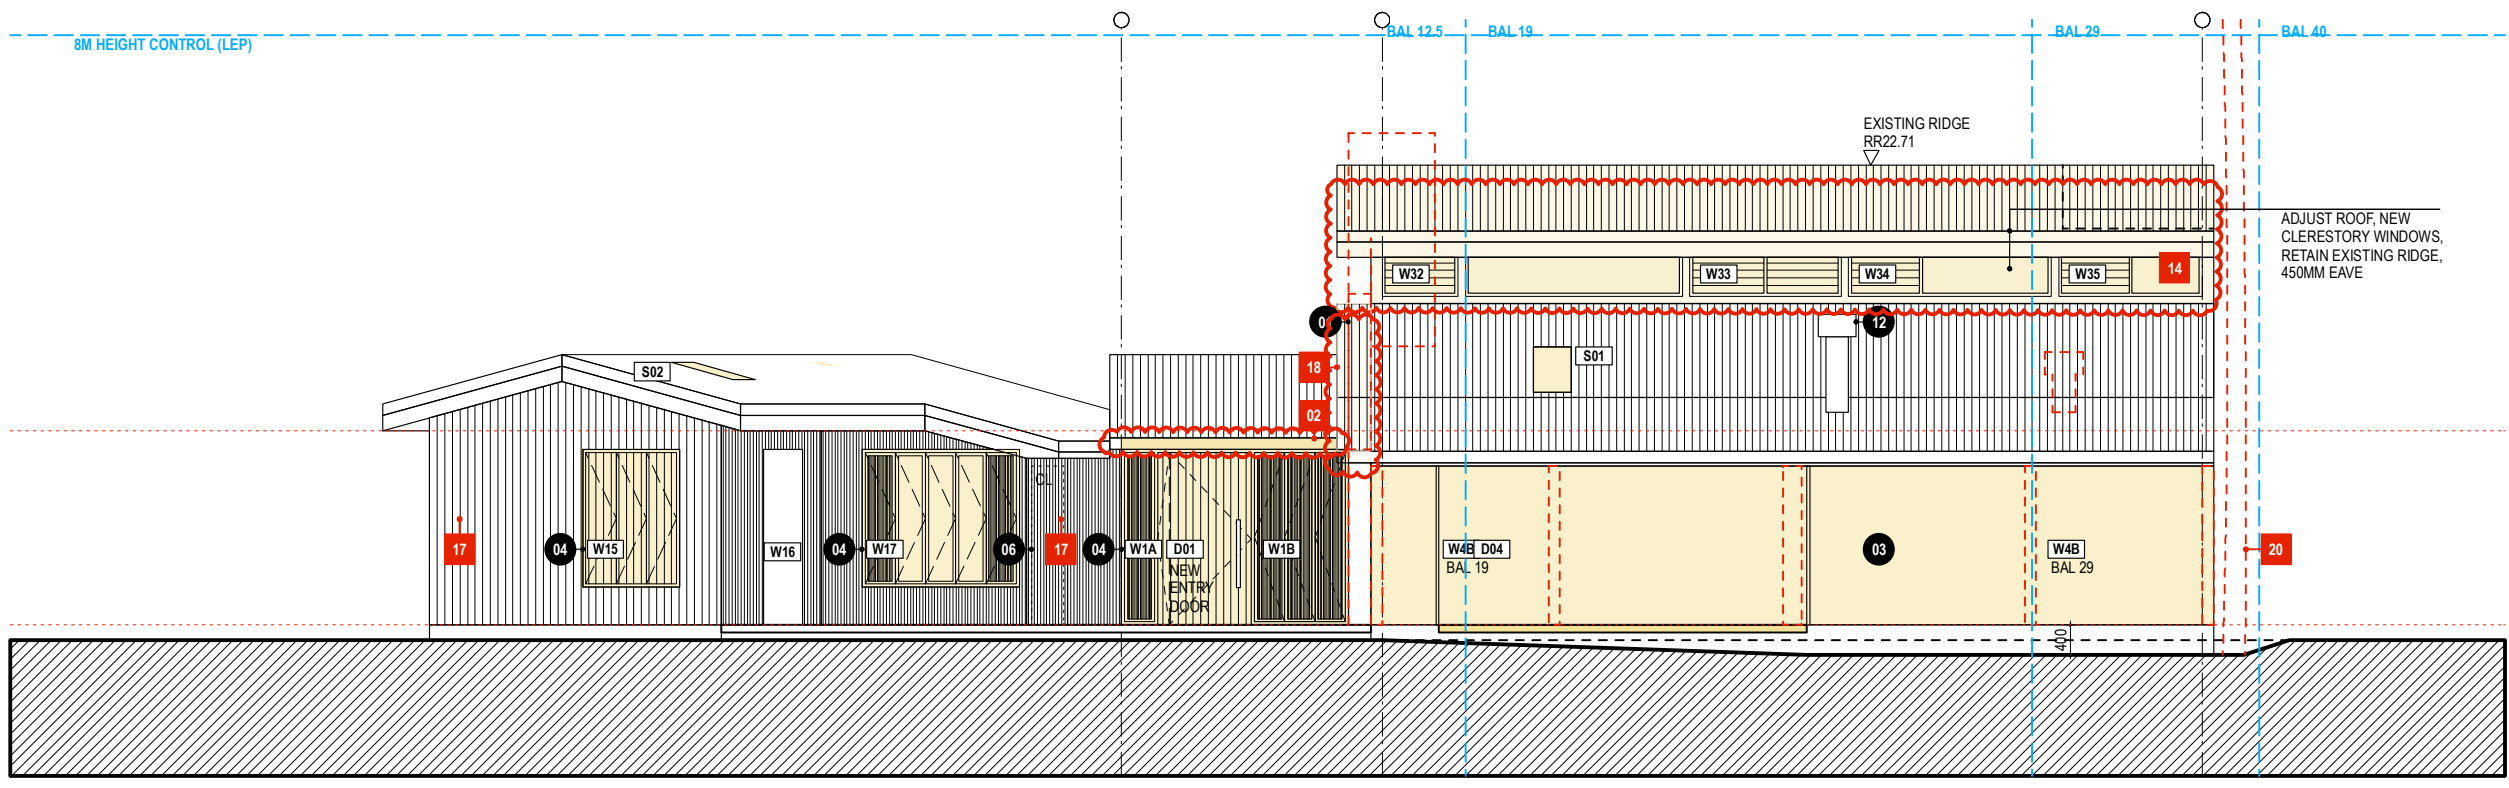 8M HEIGHT CONTROL (LEP)
BAL 12.5
BAL 19
BAL 29
BAL 40
EXISTING RIDGE
RR22.71
ADJUST ROOF, NEW
CLERESTORY WINDOWS,
RETAIN EXISTING RIDGE,
450MM EAVE
W32
W33
W34
W35
14
12
18
S01
S02
02
17
04
W15
W16
04
W17
06
CL
17
04
W1A
D01
NEW
ENTRY
DOOR
W1B
W4B
D04
BAL 19
03
W4B
BAL 29
20
400